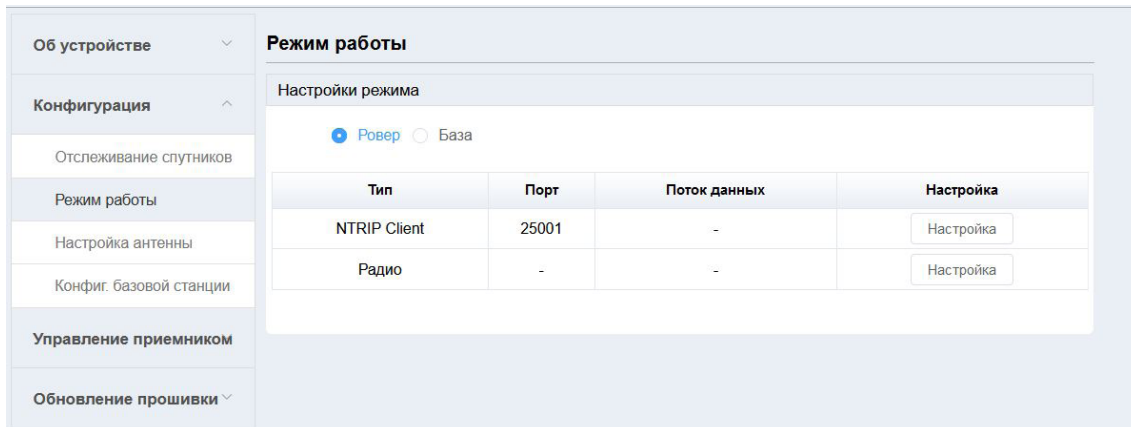 Об устройстве
Конфигурация
Отслеживание спутников
Режим работы
Настройка антенны
Конфиг. базовой станции
Управление приемником
Обновление прошивки
Режим работы
Настройки режима
Ровер База
Тип Порт Поток данных Настройка
NTRIP Client 25001 - Настройка
Радио - - Настройка